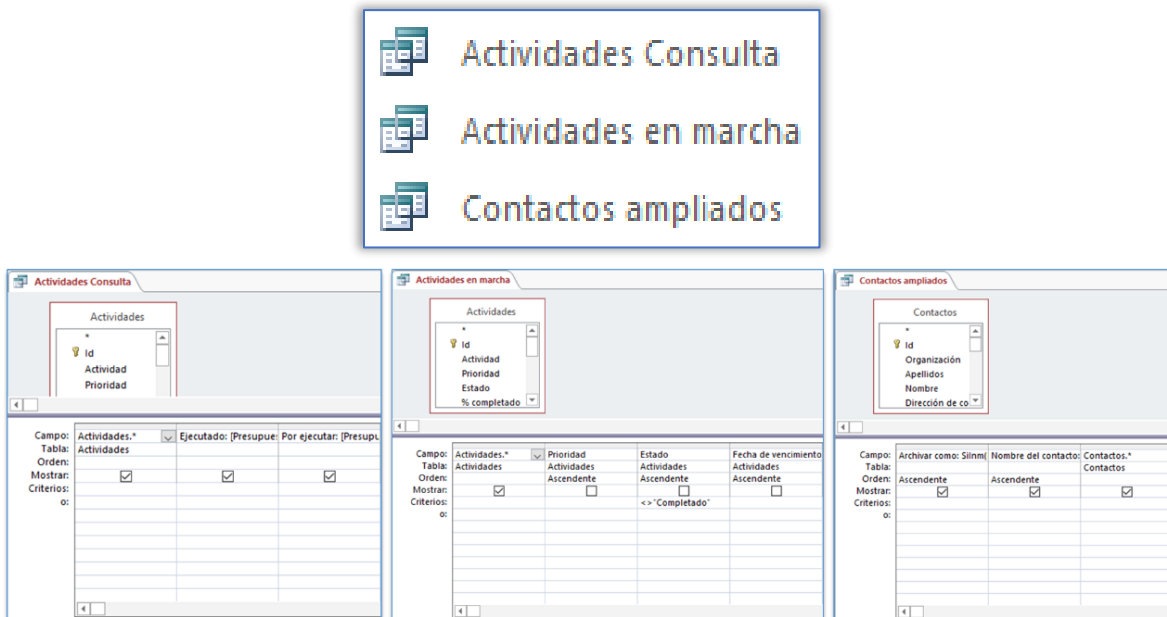 Actividades Consulta
Actividades en marcha
Contactos ampliados
Actividades Consulta
Actividades
*
Id
Actividad
Prioridad
Campo: Actividades.* Ejecutado: [Presupue: Por ejecutar: [Presupu
Tabla: Actividades
Orden:
Mostrar:
Criterios:
o:
Actividades en marcha
Actividades
*
Id
Actividad
Prioridad
Estado
% completado
Campo: Actividades.* Prioridad Estado Fecha de vencimiento
Tabla: Actividades Actividades Actividades Actividades
Orden: Ascendente Ascendente Ascendente
Mostrar:
Criterios: <>"Completado"
o:
Contactos ampliados
Contactos
*
Id
Organización
Apellidos
Nombre
Dirección de co
Campo: Archivar como: SiInm( Nombre del contacto: Contactos.*
Tabla: Contactos
Orden: Ascendente Ascendente
Mostrar:
Criterios:
o: